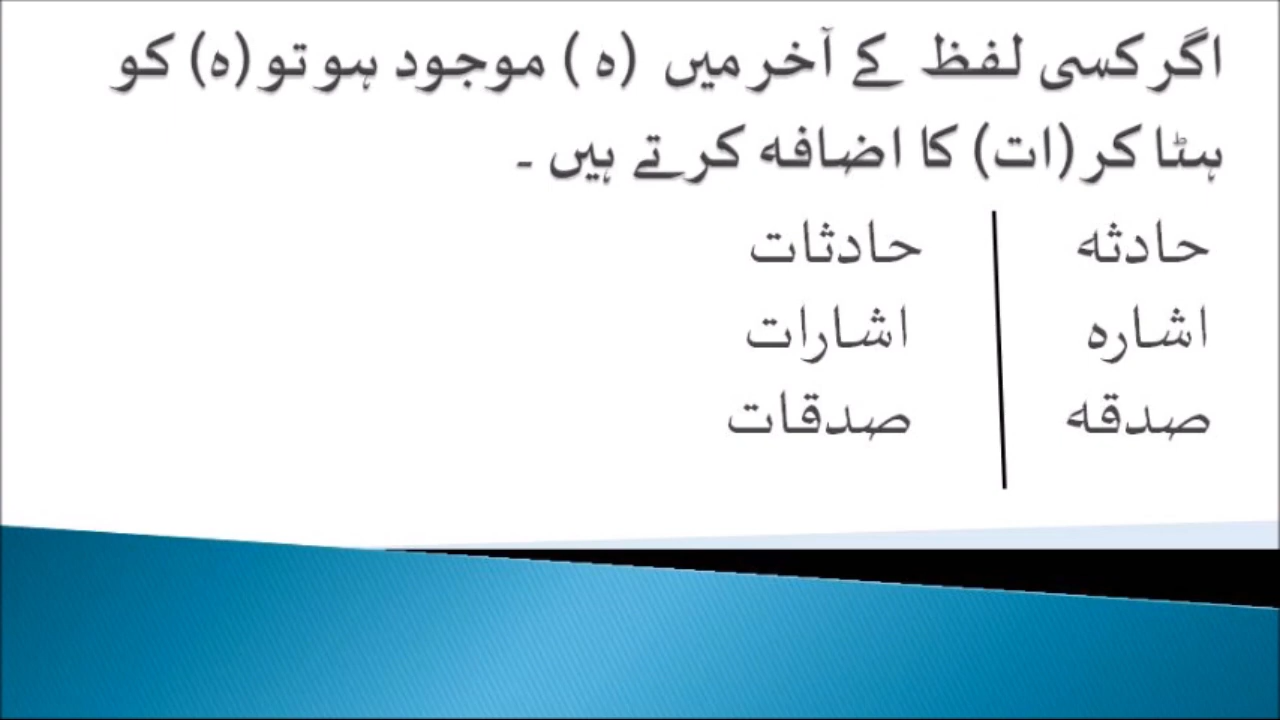 اگر کسی لفظ کے آخر میں (ہ) موجود ہو تو (ہ) کو
ہٹا کر (ات) کا اضافہ کرتے ہیں ۔
حادثہ حادثات
اشارہ اشارات
صدقہ صدقات